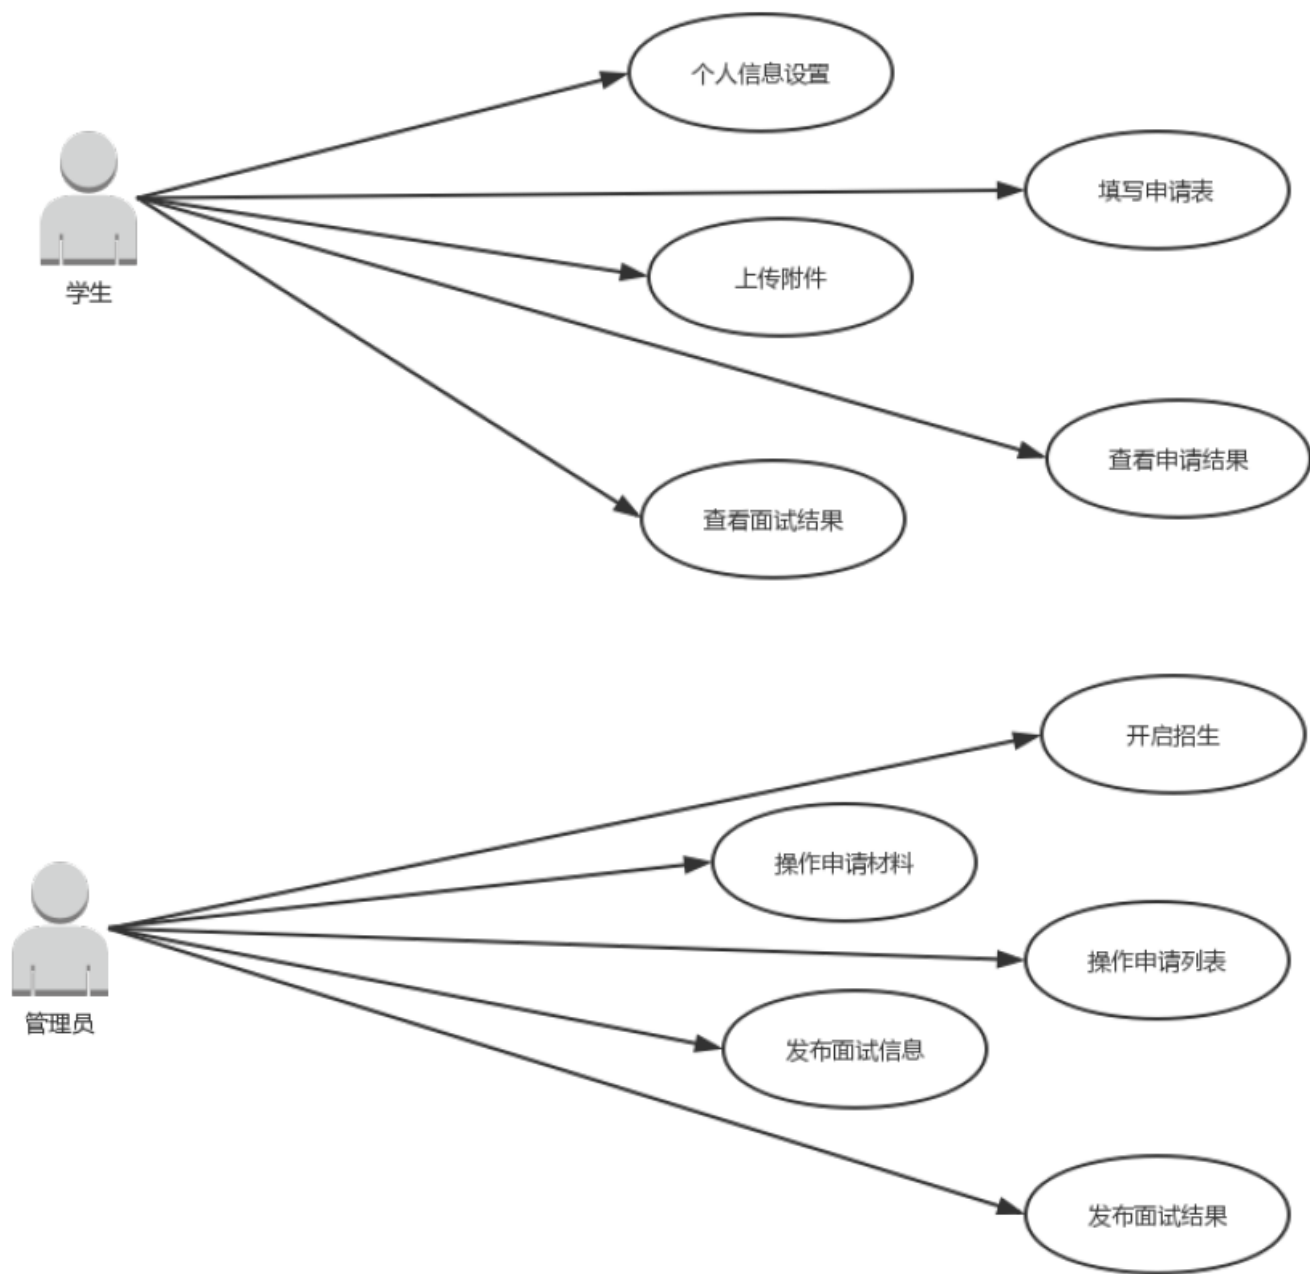 个人信息设置
填写申请表
上传附件
学生
查看申请结果
查看面试结果
开启招生
操作申请材料
操作申请列表
管理员
发布面试信息
发布面试结果